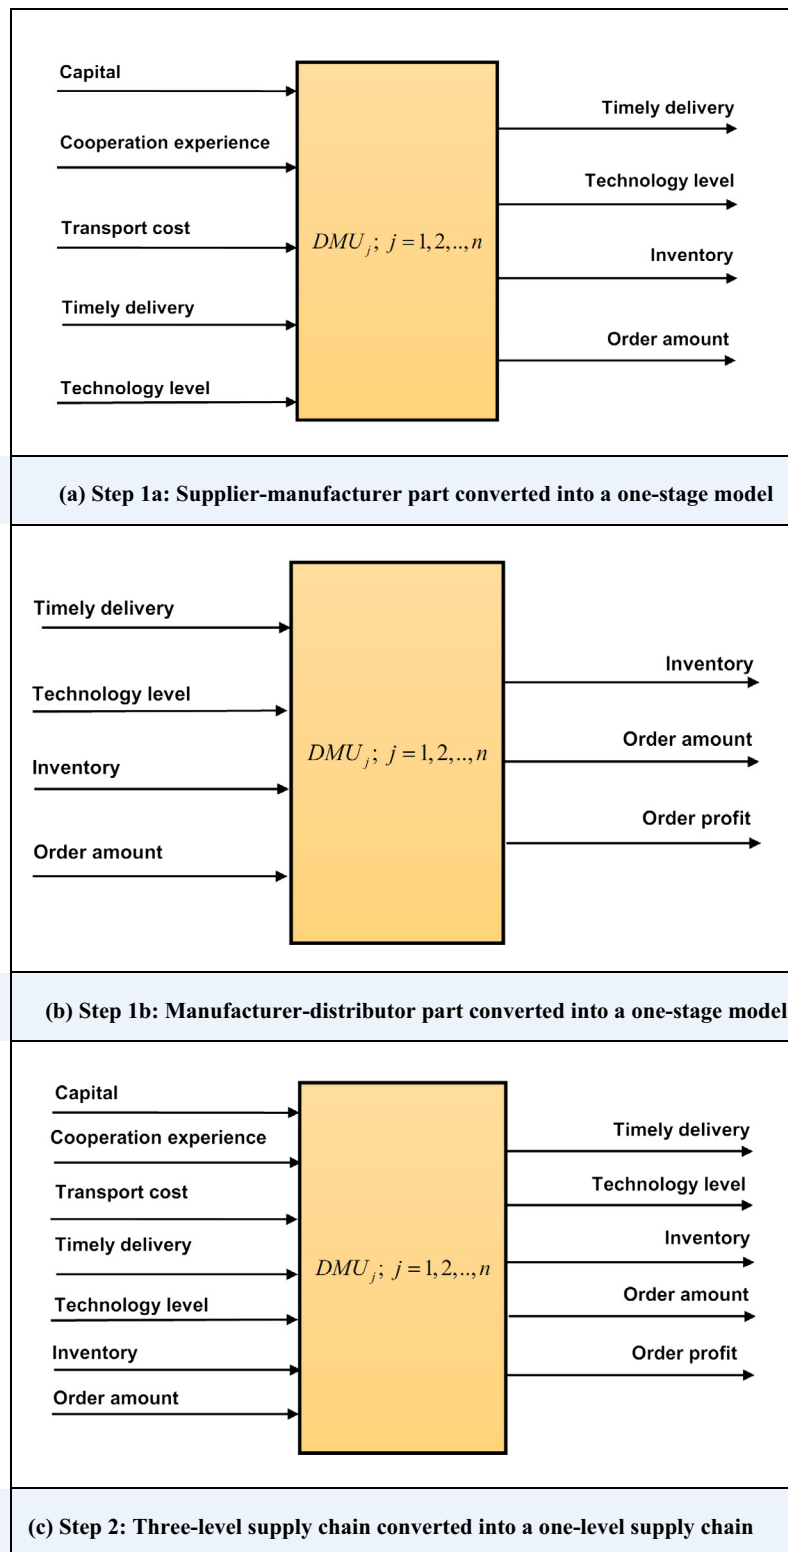 Capital
Cooperation experience
Transport cost
Timely delivery
Technology level
DMU_j; j = 1, 2, .., n
Timely delivery
Technology level
Inventory
Order amount
(a) Step 1a: Supplier-manufacturer part converted into a one-stage model
Timely delivery
Technology level
Inventory
Order amount
DMU_j; j = 1, 2, .., n
Inventory
Order amount
Order profit
(b) Step 1b: Manufacturer-distributor part converted into a one-stage model
Capital
Cooperation experience
Transport cost
Timely delivery
Technology level
Inventory
Order amount
DMU_j; j = 1, 2, .., n
Timely delivery
Technology level
Inventory
Order amount
Order profit
(c) Step 2: Three-level supply chain converted into a one-level supply chain